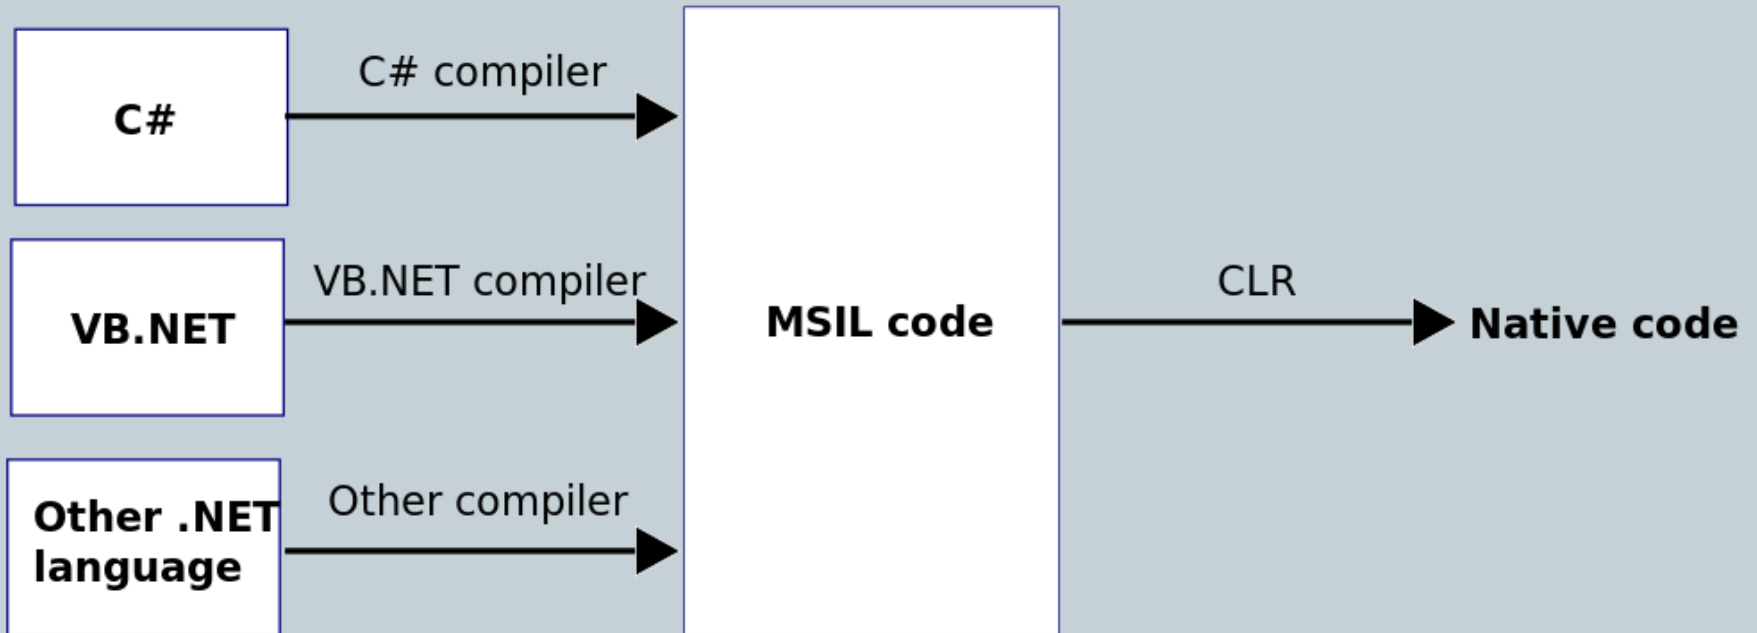 C# compiler
C#
VB.NET compiler
VB.NET
MSIL code
CLR
Native code
Other compiler
Other .NET
language